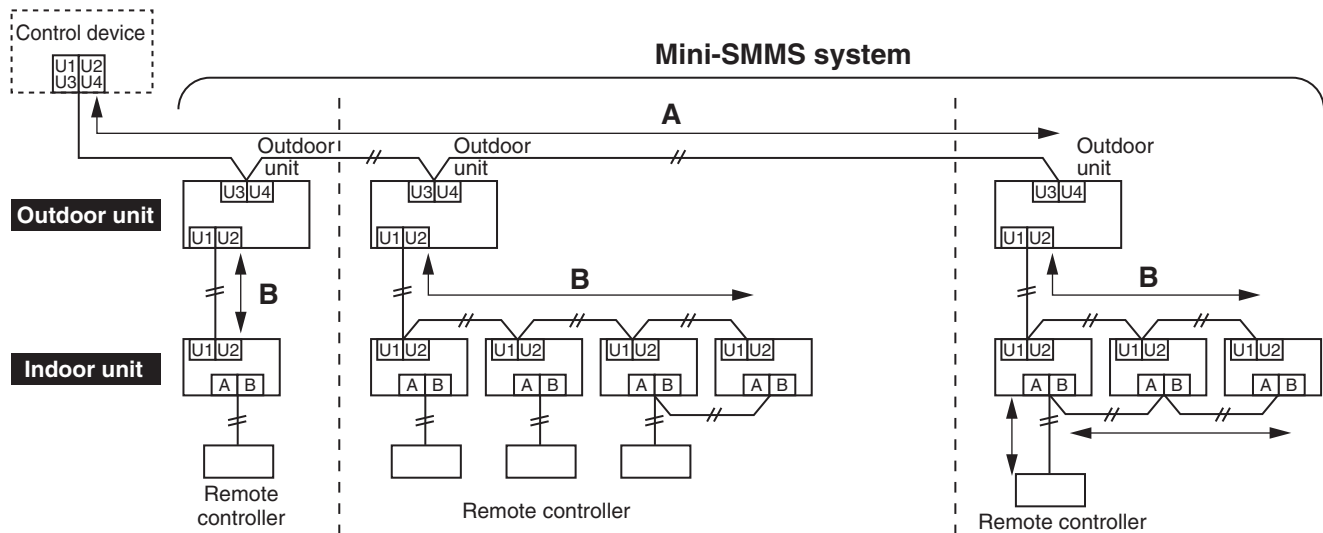 Control device
U1 U2
U3 U4
Mini-SMMS system
A
Outdoor
unit
Outdoor
unit
Outdoor
unit
U3 U4
U3 U4
U3 U4
Outdoor unit
U1 U2
U1 U2
U1 U2
B
B
B
Indoor unit
U1 U2
U1 U2
U1 U2
U1 U2
U1 U2
U1 U2
U1 U2
U1 U2
A B
A B
A B
A B
A B
A B
A B
A B
Remote
controller
Remote controller
Remote controller